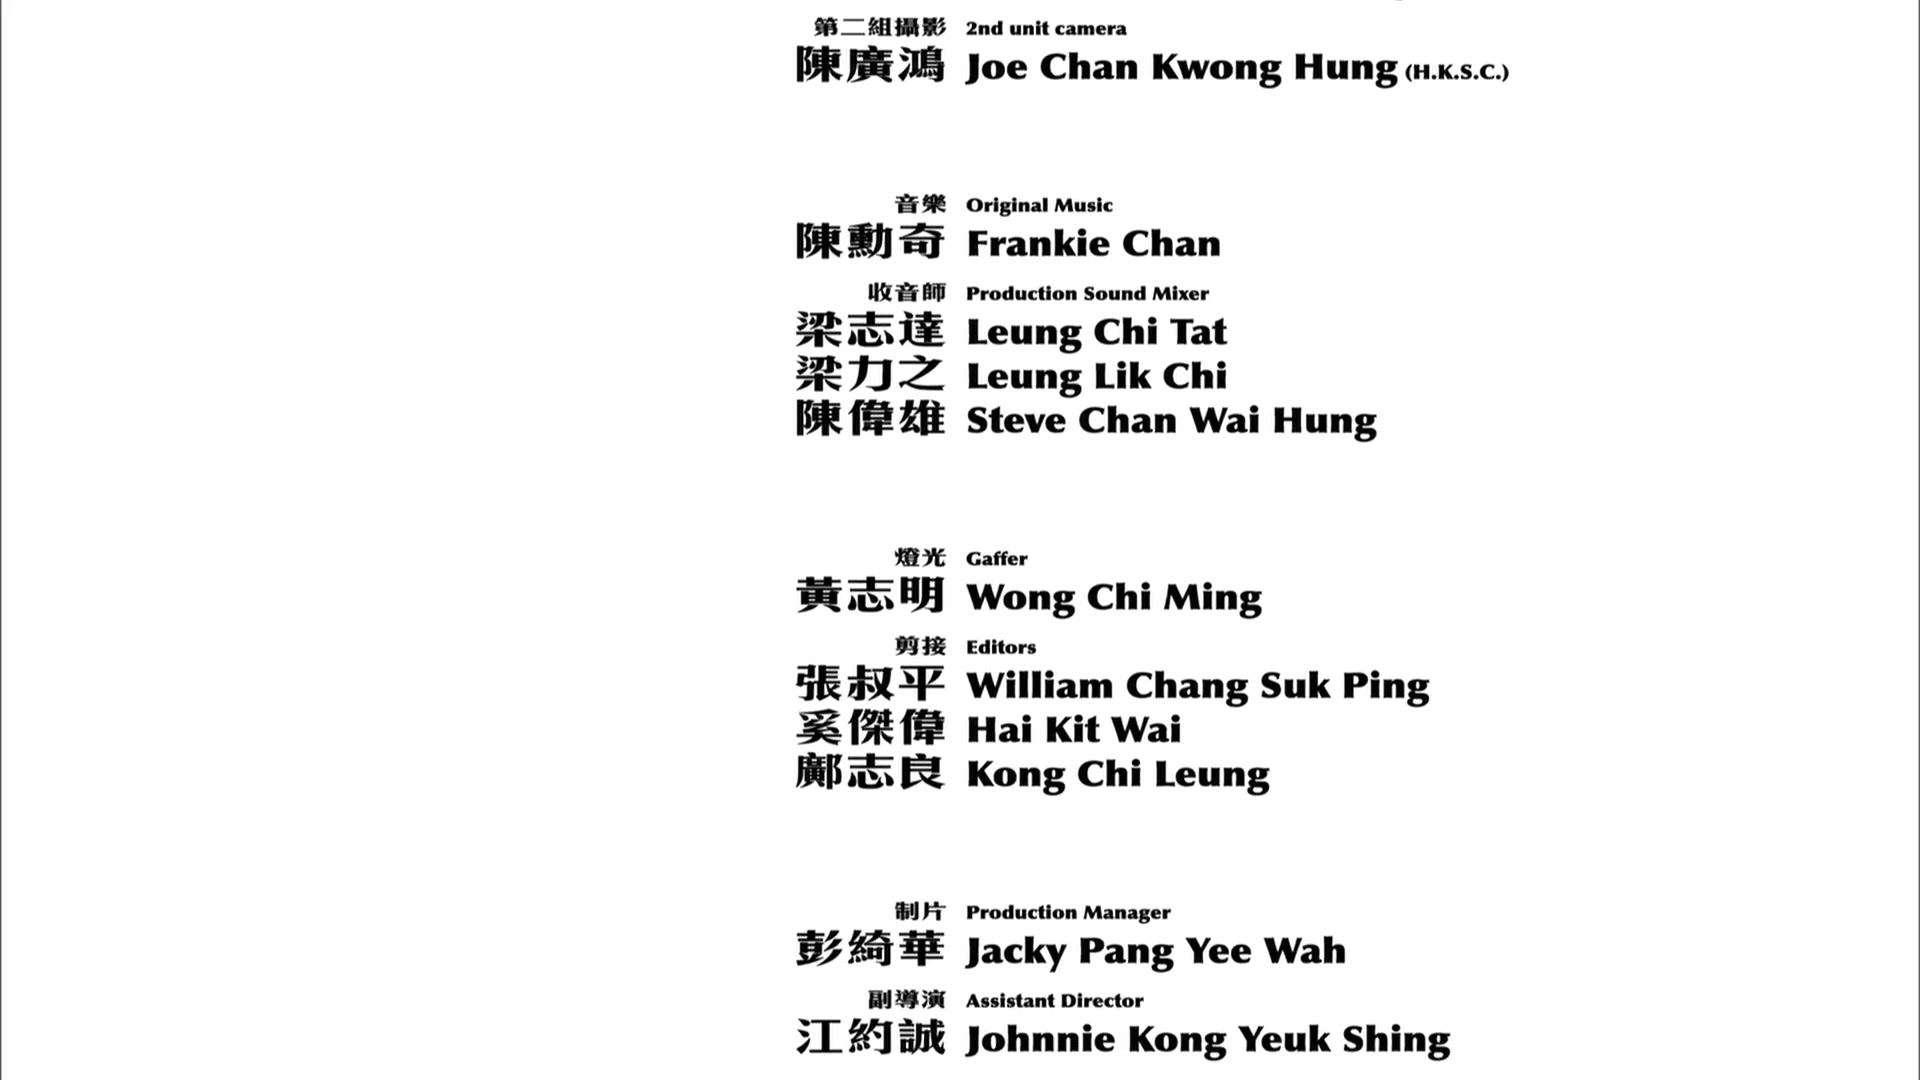 第二組攝影 2nd unit camera
陳廣鴻 Joe Chan Kwong Hung (H.K.S.C.)
音樂 Original Music
陳勳奇 Frankie Chan
收音師 Production Sound Mixer
梁志達 Leung Chi Tat
梁力之 Leung Lik Chi
陳偉雄 Steve Chan Wai Hung
燈光 Gaffer
黃志明 Wong Chi Ming
剪接 Editors
張叔平 William Chang Suk Ping
奚傑偉 Hai Kit Wai
鄺志良 Kong Chi Leung
制片 Production Manager
彭綺華 Jacky Pang Yee Wah
副導演 Assistant Director
江約誠 Johnnie Kong Yeuk Shing